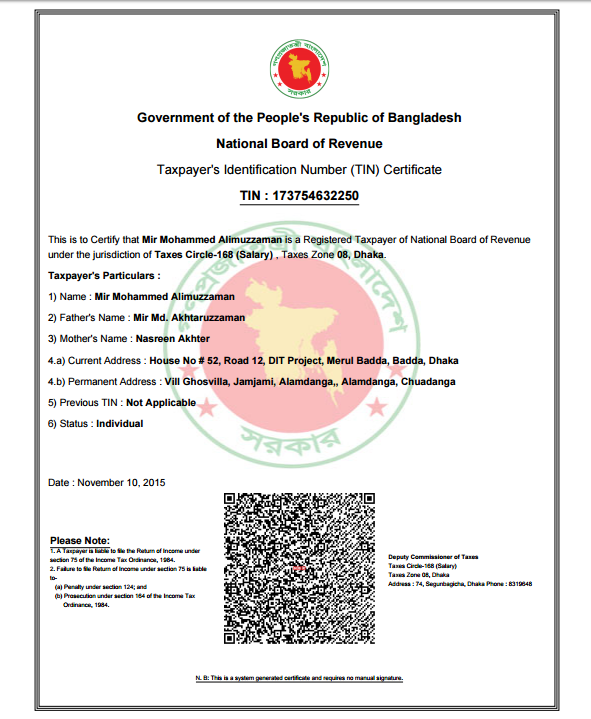 গণপ্রজাতন্ত্রী বাংলাদেশ
সরকার
Government of the People's Republic of Bangladesh
National Board of Revenue
Taxpayer's Identification Number (TIN) Certificate
TIN : 173754632250
This is to Certify that Mir Mohammed Alimuzzaman is a Registered Taxpayer of National Board of Revenue
under the jurisdiction of Taxes Circle-168 (Salary) , Taxes Zone 08, Dhaka.
Taxpayer's Particulars :
1) Name : Mir Mohammed Alimuzzaman
2) Father's Name : Mir Md. Akhtaruzzaman
3) Mother's Name : Nasreen Akhter
4.a) Current Address : House No # 52, Road 12, DIT Project, Merul Badda, Badda, Dhaka
4.b) Permanent Address : Vill Ghosvilla, Jamjami, Alamdanga,, Alamdanga, Chuadanga
5) Previous TIN : Not Applicable
6) Status : Individual
গণপ্রজাতন্ত্রী বাংলাদেশ
সরকার
Date : November 10, 2015
Please Note:
1. A Taxpayer is liable to file the Return of Income under
section 75 of the Income Tax Ordinance, 1984.
2. Failure to file Return of Income under section 75 is liable
to-
(a) Penalty under section 124; and
(b) Prosecution under section 164 of the Income Tax
Ordinance, 1984.
Deputy Commissioner of Taxes
Taxes Circle-168 (Salary)
Taxes Zone 08, Dhaka
Address : 74, Segunbagicha, Dhaka Phone : 8319648
N. B: This is a system generated certificate and requires no manual signature.